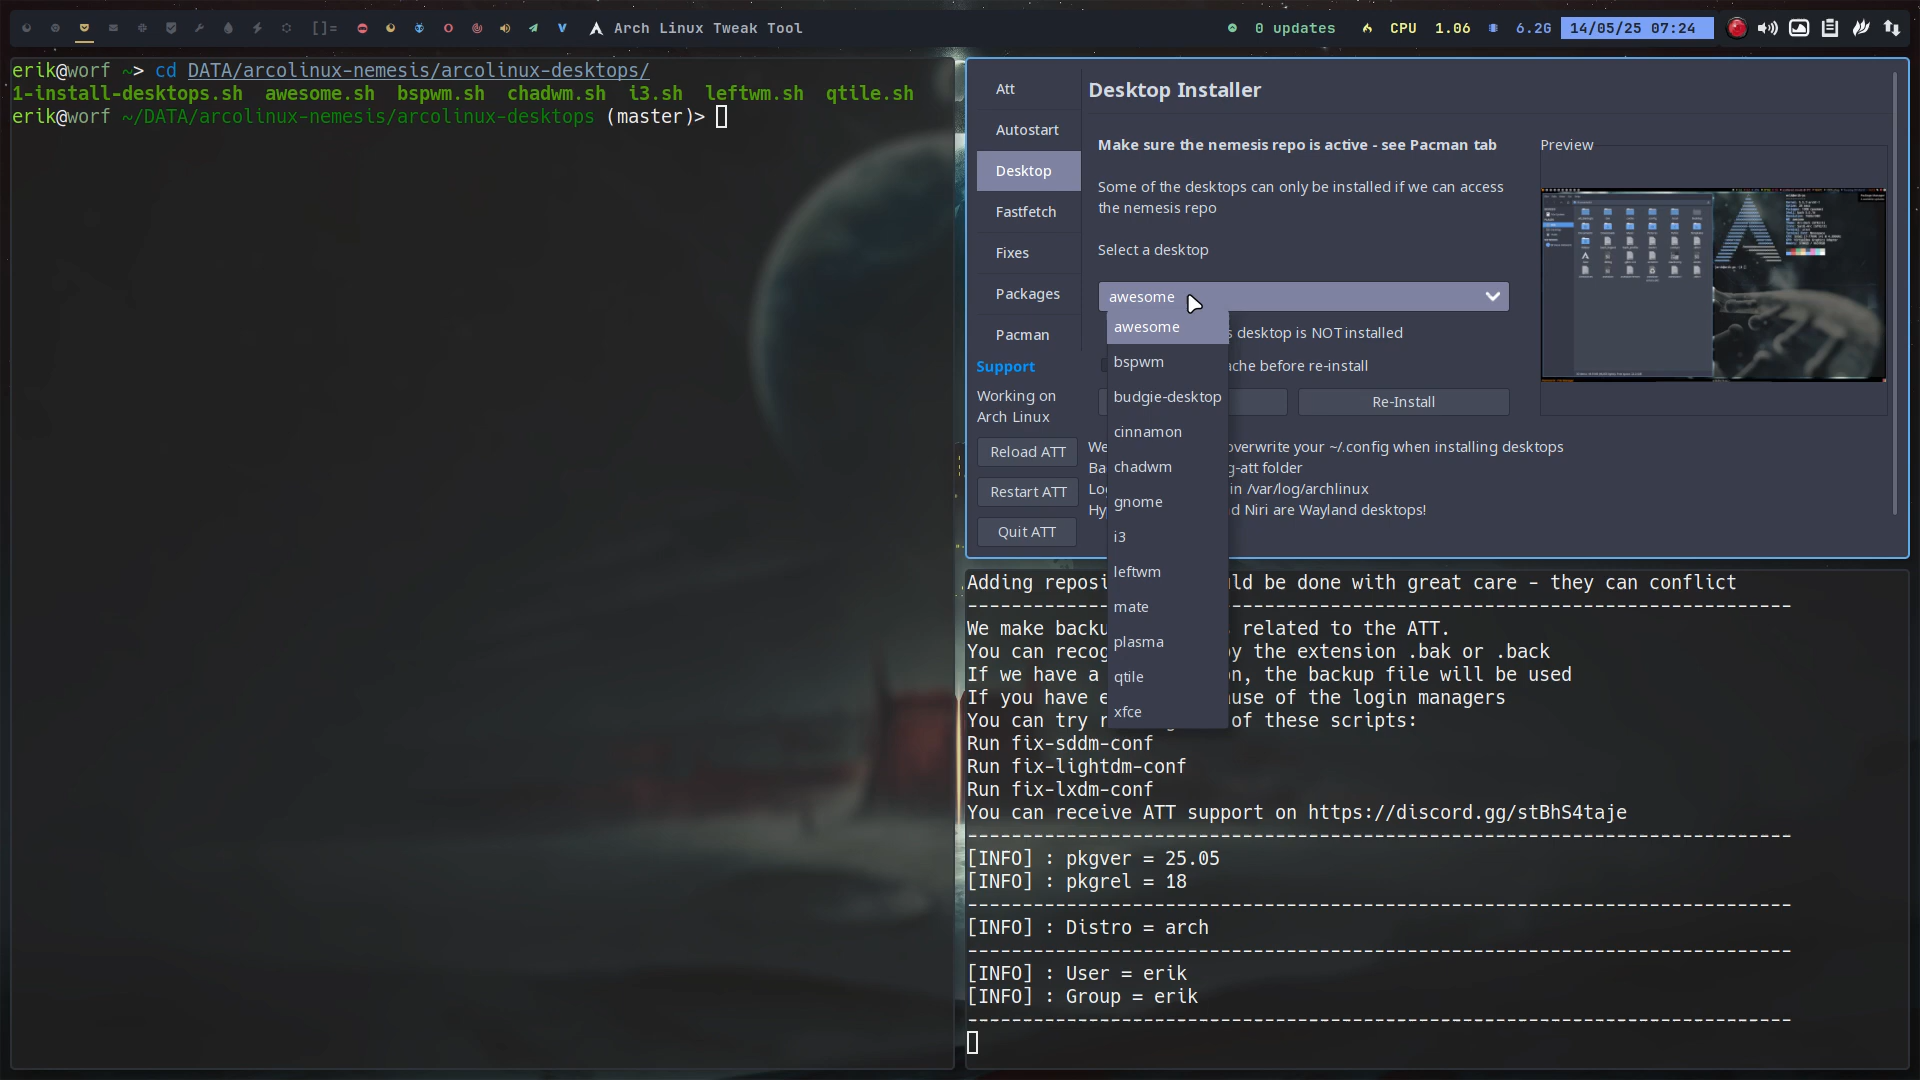 []=
Arch Linux Tweak Tool
0 updates
CPU 1.06
6.2G
14/05/25 07:24
erik@worf ~> cd DATA/arcolinux-nemesis/arcolinux-desktops/
1-install-desktops.sh awesome.sh bspwm.sh chadwm.sh i3.sh leftwm.sh qtile.sh
erik@worf ~/DATA/arcolinux-nemesis/arcolinux-desktops (master)>
Att
Autostart
Desktop
Fastfetch
Fixes
Packages
Pacman
Support
Working on
Arch Linux
Reload ATT
Restart ATT
Quit ATT
Desktop Installer
Make sure the nemesis repo is active - see Pacman tab
Some of the desktops can only be installed if we can access
the nemesis repo
Select a desktop
awesome
awesome
bspwm
budgie-desktop
cinnamon
chadwm
gnome
i3
leftwm
mate
plasma
qtile
xfce
desktop is NOT installed
before re-install
Re-Install
We overwrite your ~/.config when installing desktops
folder
in /var/log/archlinux
Niri are Wayland desktops!
Preview
Adding be done with great care - they can conflict
--------------------------------------------------------------------------
We make related to the ATT.
You can the extension .bak or .back
If we have a the backup file will be used
If you have of the login managers
You can try of these scripts:
Run fix-sddm-conf
Run fix-lightdm-conf
Run fix-lxdm-conf
You can receive ATT support on https://discord.gg/stBhS4taje
--------------------------------------------------------------------------
[INFO] : pkgver = 25.05
[INFO] : pkgrel = 18
--------------------------------------------------------------------------
[INFO] : Distro = arch
--------------------------------------------------------------------------
[INFO] : User = erik
[INFO] : Group = erik
--------------------------------------------------------------------------